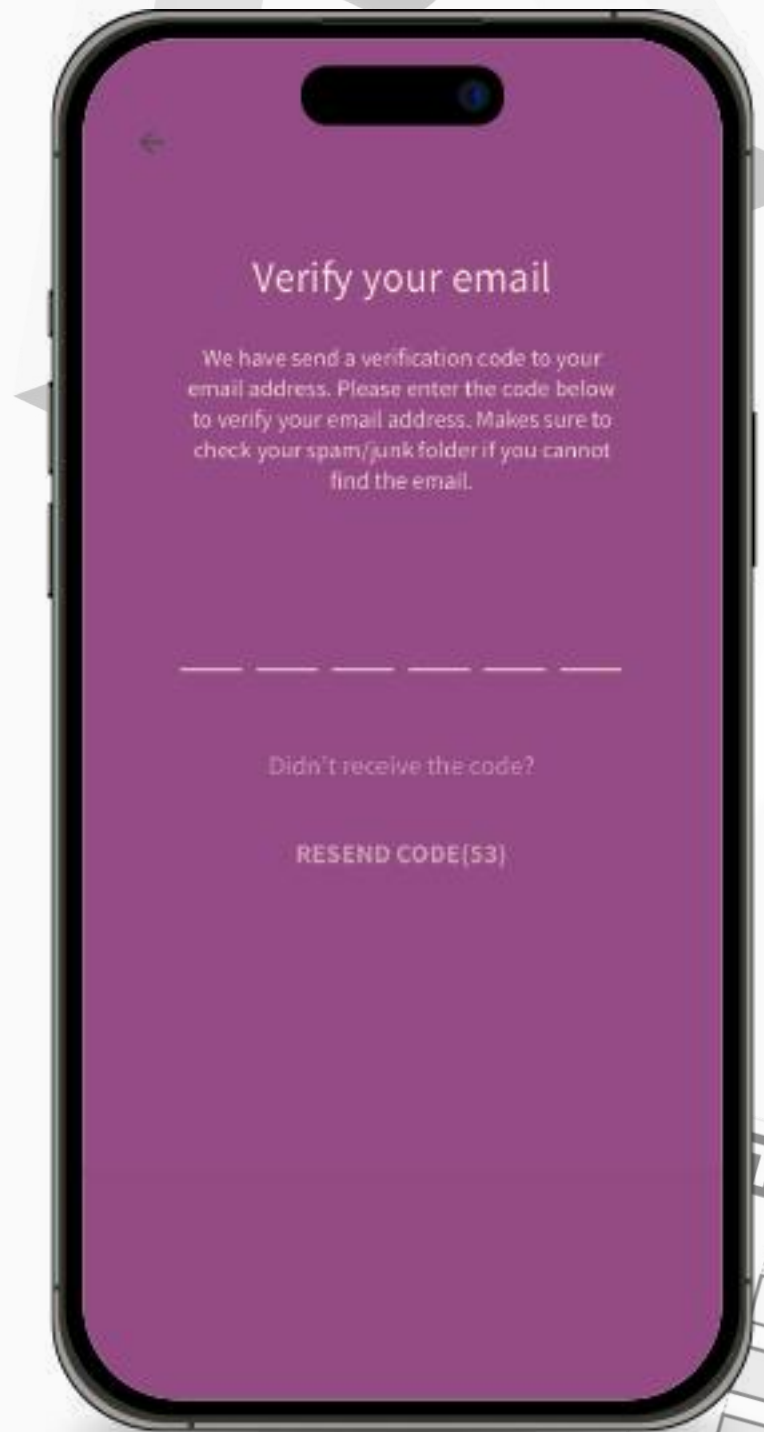 Verify your email
We have send a verification code to your
email address. Please enter the code below
to verify your email address. Makes sure to
check your spam/junk folder if you cannot
find the email.
Didn't receive the code?
RESEND CODE(53)